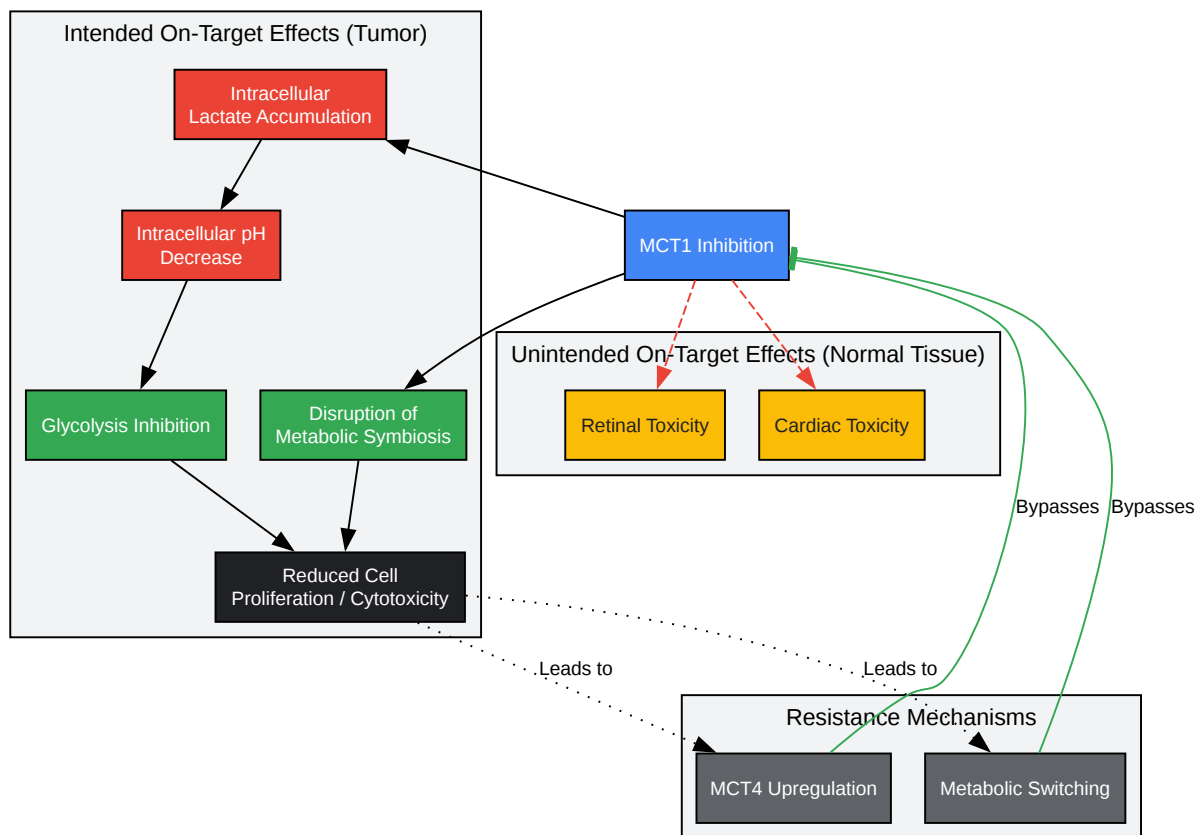 Intended On-Target Effects (Tumor)
Intracellular
Lactate Accumulation
Intracellular pH
Decrease
MCT1 Inhibition
Unintended On-Target Effects (Normal Tissue)
Glycolysis Inhibition
Disruption of
Metabolic Symbiosis
Retinal Toxicity
Cardiac Toxicity
Bypasses
Bypasses
Reduced Cell
Proliferation / Cytotoxicity
Leads to
Leads to
Resistance Mechanisms
MCT4 Upregulation
Metabolic Switching